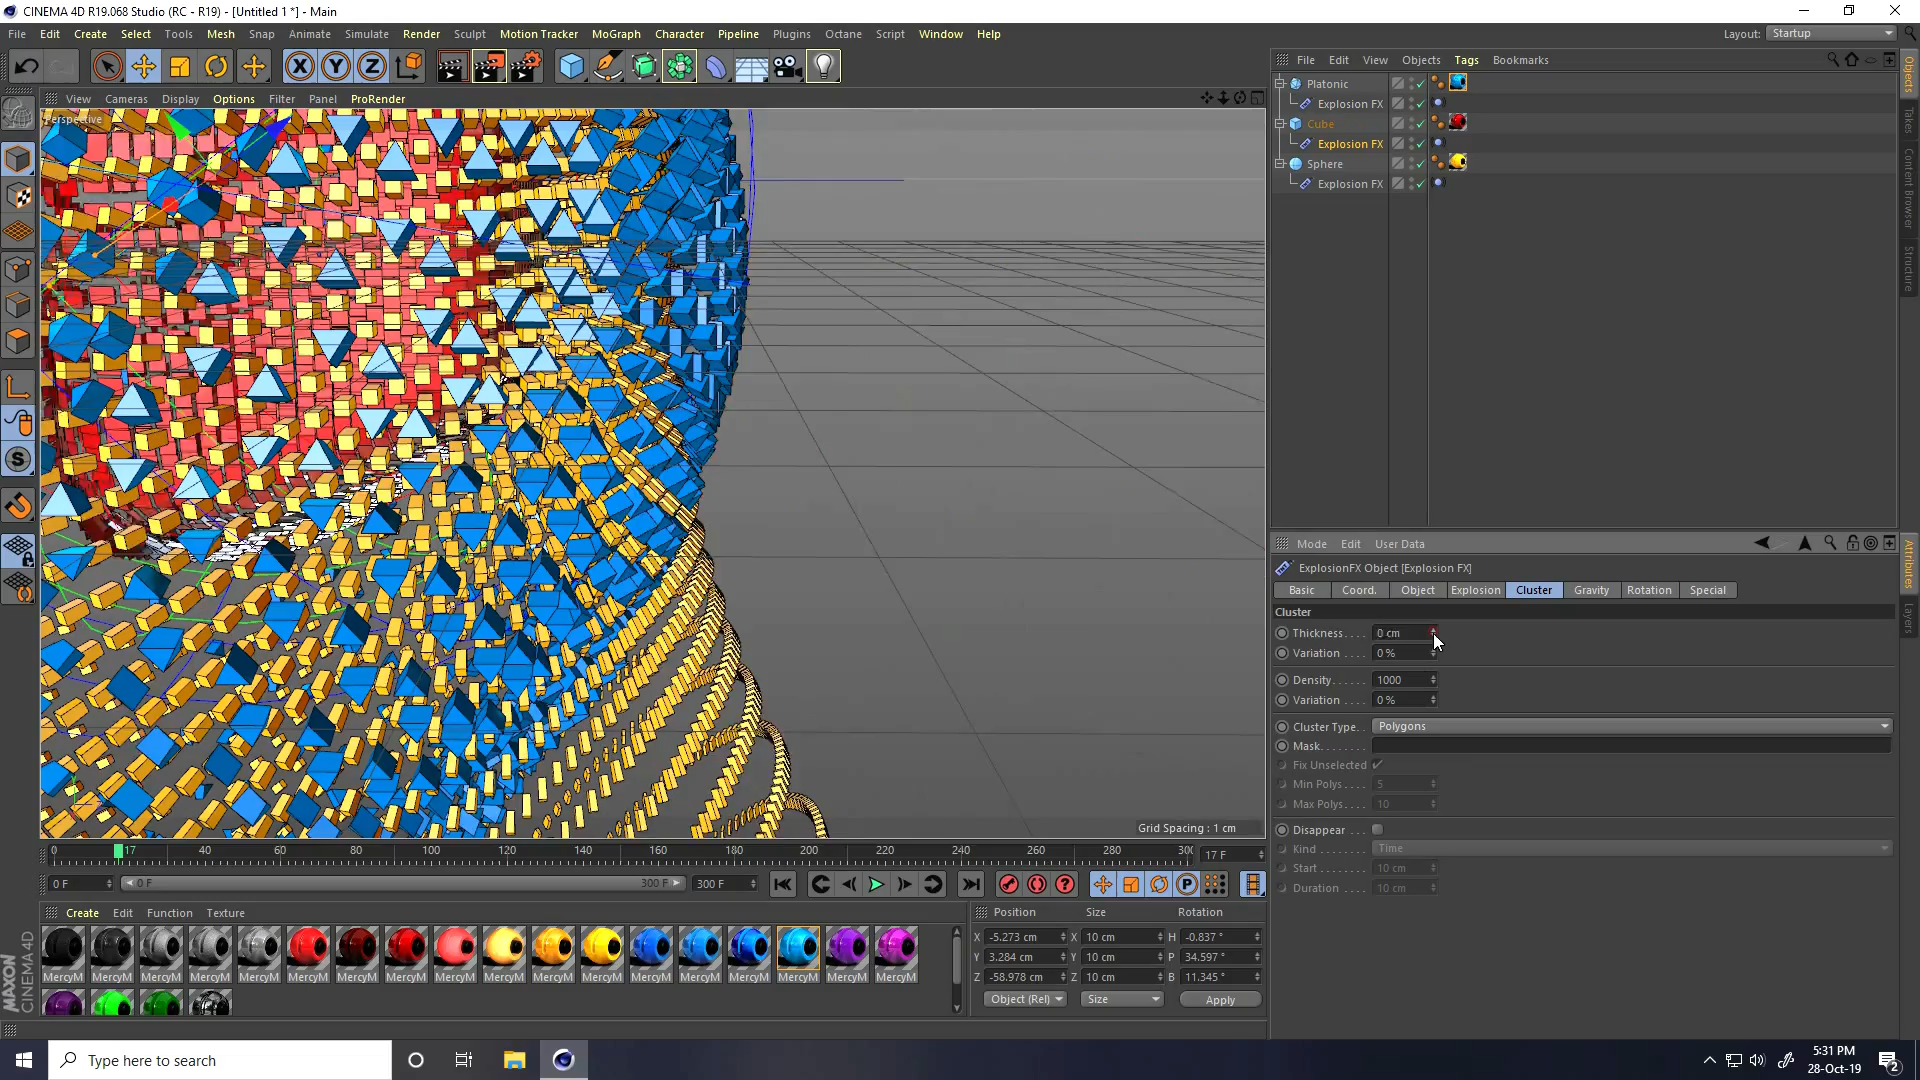 CINEMA 4D R19.068 Studio (RC - R19) - [Untitled 1 *] - Main
File Edit Create Select Tools Mesh Snap Animate Simulate Render Sculpt Motion Tracker MoGraph Character Pipeline Plugins Octane Script Window Help Layout: Startup
File Edit View Objects Tags Bookmarks
View Cameras Display Options Filter Panel ProRender
Perspective
Platonic
Explosion FX
Cube
Explosion FX
Sphere
Explosion FX
Objects
Takes
Content Browser
Structure
Mode Edit User Data
ExplosionFX Object [Explosion FX]
Basic Coord. Object Explosion Cluster Gravity Rotation Special
Cluster
Thickness.... 0 cm
Variation .... 0 %
Density...... 1000
Variation .... 0 %
Cluster Type.. Polygons
Mask........
Fix Unselected
Min Polys.... 5
Max Polys.... 10
Disappear ...
Kind........ Time
Start........ 10 cm
Duration .... 10 cm
Attributes
Layers
Grid Spacing : 1 cm
0 17 40 60 80 100 120 140 160 180 200 220 240 260 280 300 17 F
0 F 0 F 300 F 300 F
Create Edit Function Texture
MercyM MercyM MercyM MercyM MercyM MercyM MercyM MercyM MercyM MercyM MercyM MercyM MercyM MercyM MercyM MercyM MercyM MercyM
Position Size Rotation
X -5.273 cm X 10 cm H -0.837 °
Y 3.284 cm Y 10 cm P 34.597 °
Z -58.978 cm Z 10 cm B 11.345 °
Object (Rel) Size Apply
MAXON CINEMA 4D
Type here to search
5:31 PM
28-Oct-19
2